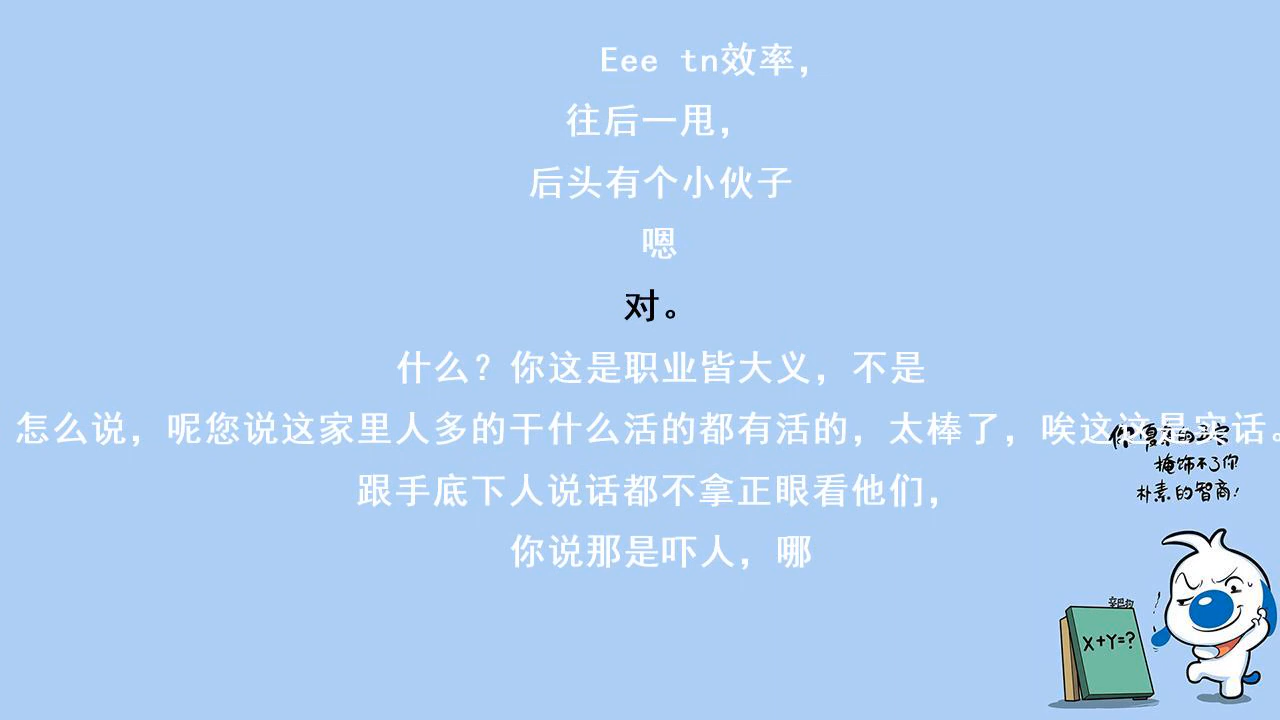 Eee tn效率，
往后一甩，
后头有个小伙子
嗯
对。
什么？你这是职业皆大义，不是
怎么说，呢您说这家里人多的干什么活的都有活的，太棒了，唉这这是实话。
跟手底下人说话都不拿正眼看他们，
你说那是吓人，哪
掩饰不了你
朴素的智商！
X+Y=?